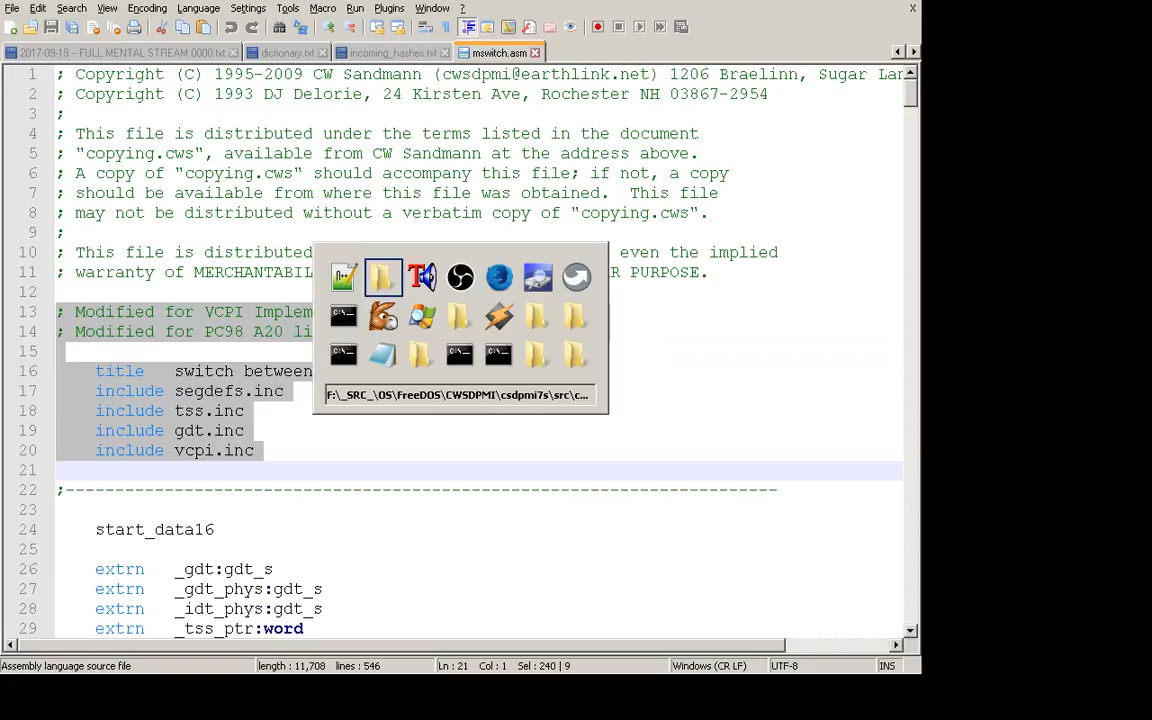 File Edit Search View Encoding Language Settings Tools Macro Run Plugins Window ? X
2017-09-19 – FULL MENTAL STREAM 0000.txt dictionary.txt incoming_hashes.txt mswitch.asm
1 ; Copyright (C) 1995-2009 CW Sandmann (cwsdpmi@earthlink.net) 1206 Braelinn, Sugar Lan
2 ; Copyright (C) 1993 DJ Delorie, 24 Kirsten Ave, Rochester NH 03867-2954
3 ;
4 ; This file is distributed under the terms listed in the document
5 ; "copying.cws", available from CW Sandmann at the address above.
6 ; A copy of "copying.cws" should accompany this file; if not, a copy
7 ; should be available from where this file was obtained.  This file
8 ; may not be distributed without a verbatim copy of "copying.cws".
9 ;
10 ; This file is distributed even the implied
11 ; warranty of MERCHANTABIL R PURPOSE.
12
13 ; Modified for VCPI Implem
14 ; Modified for PC98 A20 li
15
16 title switch between
17 include segdefs.inc
18 include tss.inc
19 include gdt.inc
20 include vcpi.inc
21
22 ;-----------------------------------------------------------------------
23
24 start_data16
25
26 extrn _gdt:gdt_s
27 extrn _gdt_phys:gdt_s
28 extrn _idt_phys:gdt_s
29 extrn _tss_ptr:word
F:\_SRC_\OS\FreeDOS\CWSDPMI\csdpmi7s\src\c...
Assembly language source file length : 11,708 lines : 546 Ln : 21 Col : 1 Sel : 240 | 9 Windows (CR LF) UTF-8 INS